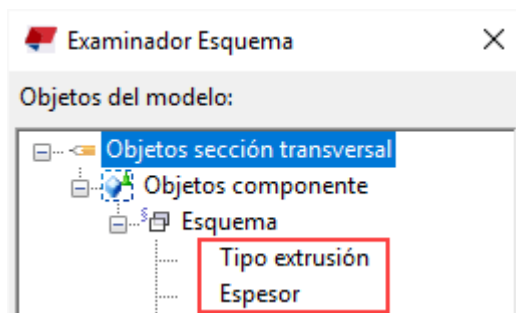 Examinador Esquema
Objetos del modelo:
Objetos sección transversal
Objetos componente
Esquema
Tipo extrusión
Espesor